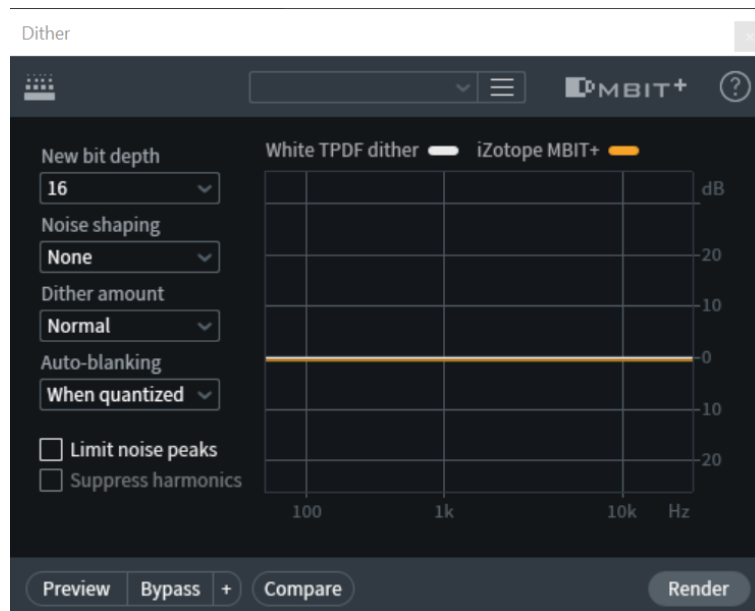 Dither
MBIT+ ?
New bit depth
16
Noise shaping
None
Dither amount
Normal
Auto-blanking
When quantized
Limit noise peaks
Suppress harmonics
White TPDF dither iZotope MBIT+
dB
20
10
0
10
20
100 1k 10k Hz
Preview Bypass + Compare Render